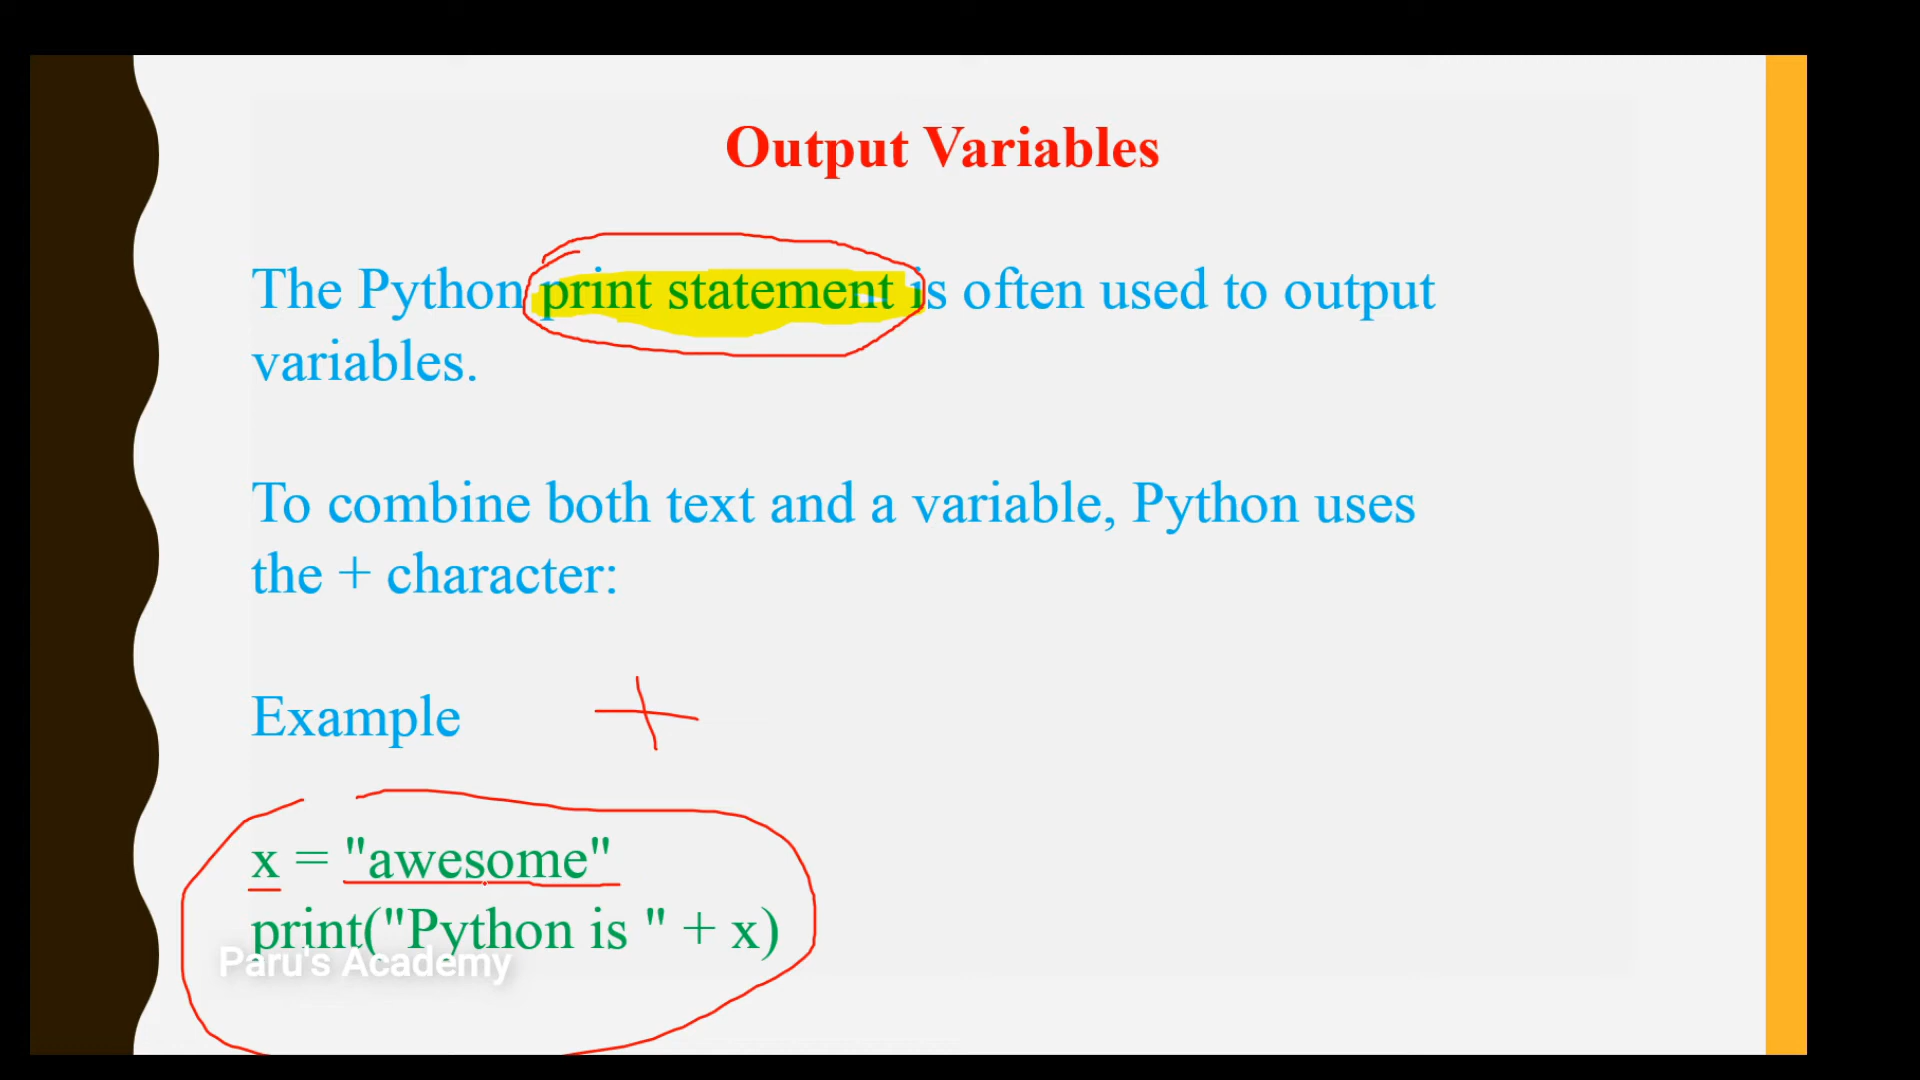 Output Variables
The Python print statement is often used to output
variables.
To combine both text and a variable, Python uses
the + character:
Example
+
x = "awesome"
print("Python is " + x)
Paru's Academy